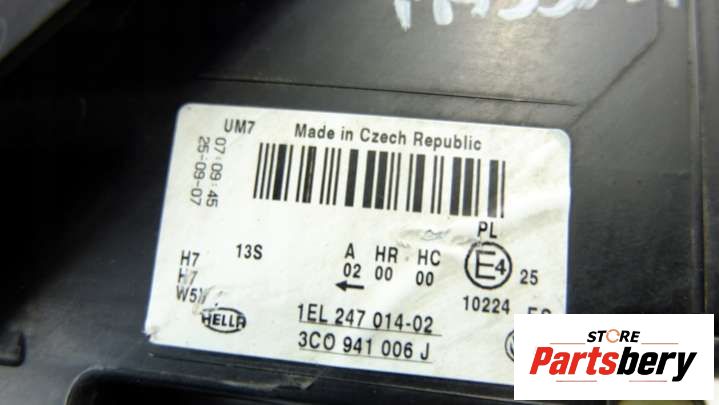 UM7 Made in Czech Republic
07:09:45
25-09-07
PL
H7 13S A HR HC E4 25
H7 02 00 00
W5W 10224
HELLA 1EL 247 014-02
3C0 941 006 J
STORE
Partsbery